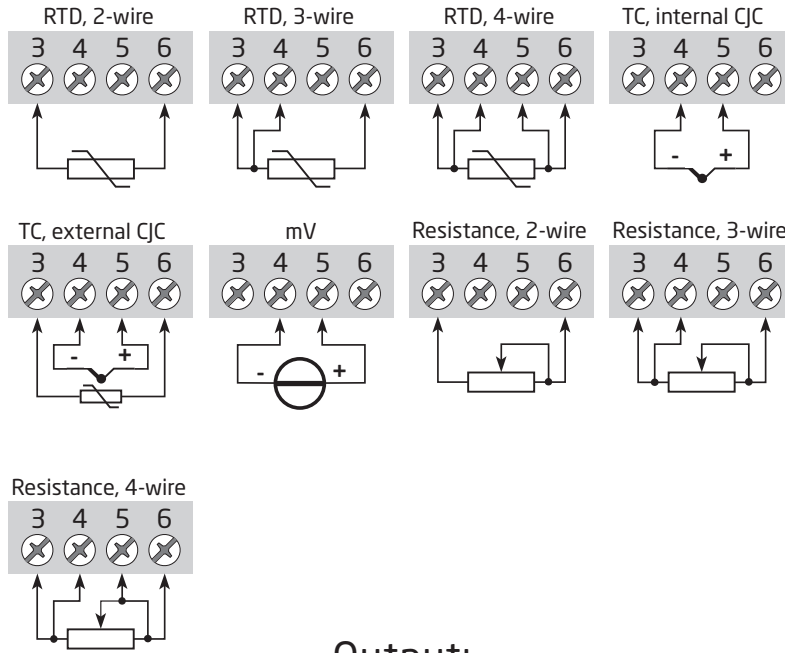 RTD, 2-wire
3 4 5 6
RTD, 3-wire
3 4 5 6
RTD, 4-wire
3 4 5 6
TC, internal CJC
3 4 5 6
- +
TC, external CJC
3 4 5 6
- +
mV
3 4 5 6
- +
Resistance, 2-wire
3 4 5 6
Resistance, 3-wire
3 4 5 6
Resistance, 4-wire
3 4 5 6
Output: